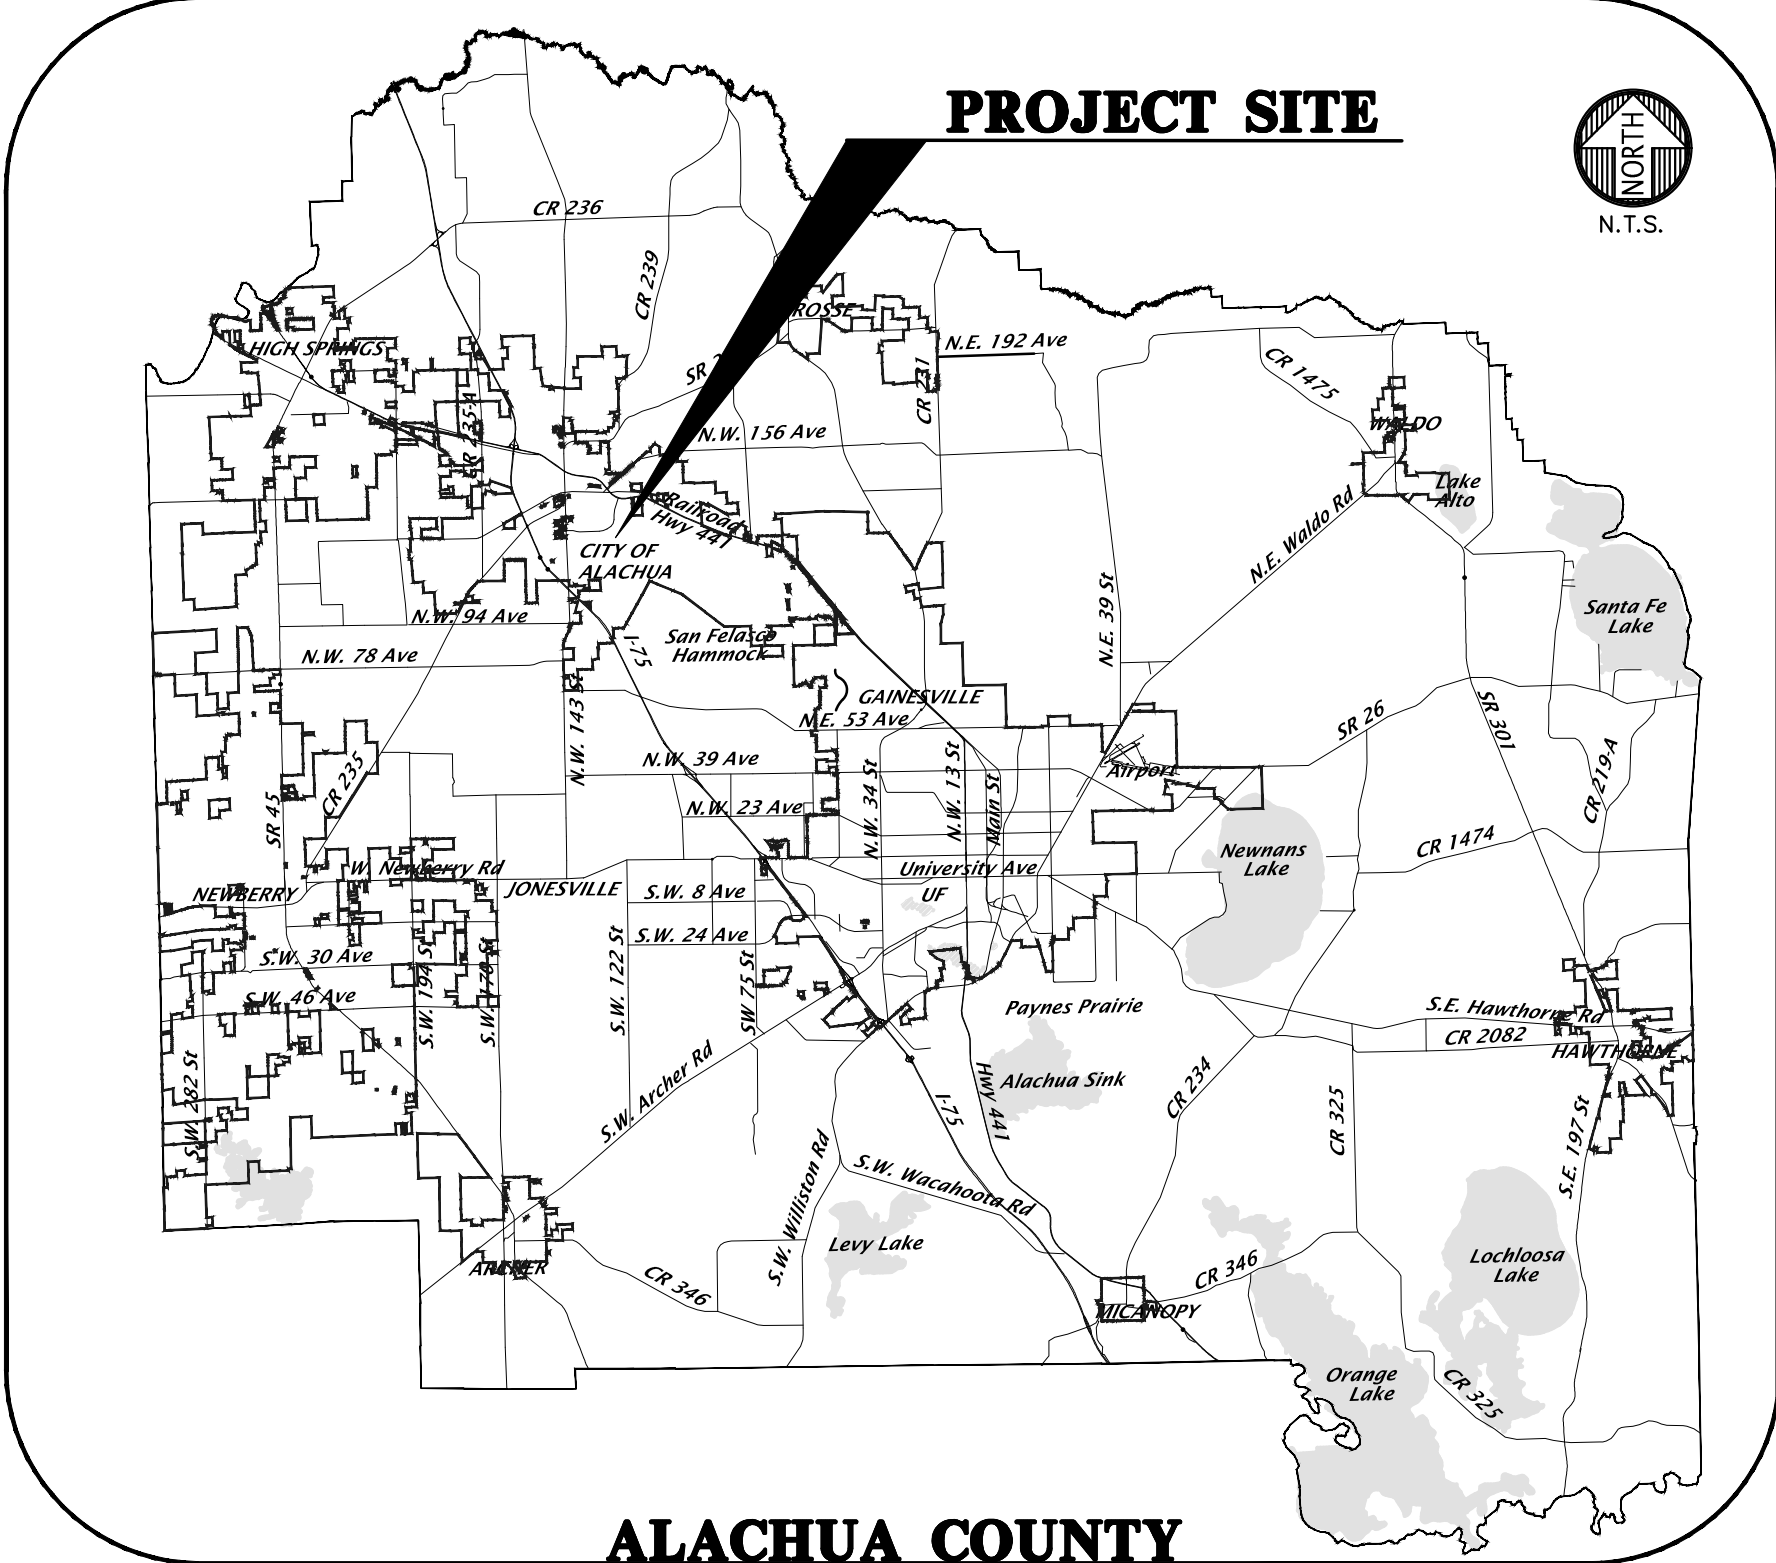 PROJECT SITE
NORTH
N.T.S.
CR 236
CR 239
ROSSE
HIGH SPRINGS
N.E. 192 Ave
CR 231
CR 1475
SR
CR 235-A
N.W. 156 Ave
WALDO
Lake
Alto
Railroad
Hwy 441
CITY OF
ALACHUA
N.E. Waldo Rd
N.E. 39 St
Santa Fe
Lake
N.W. 94 Ave
San Felasco
Hammock
I-75
N.W. 78 Ave
N.W. 143 St
GAINESVILLE
N.E. 53 Ave
SR 26
SR 301
CR 219-A
N.W. 39 Ave
N.W. 34 St
N.W. 13 St
Main St
Airport
CR 235
SR 45
N.W. 23 Ave
CR 1474
Newnans
Lake
W. Newberry Rd
NEWBERRY
JONESVILLE
S.W. 8 Ave
University Ave
UF
S.W. 24 Ave
S.W. 30 Ave
S.W. 46 Ave
S.W. 194 St
S.W. 170 St
S.W. 122 St
SW 75 St
Paynes Prairie
S.E. Hawthorne Rd
CR 2082
HAWTHORNE
S.W. 282 St
S.W. Archer Rd
Alachua Sink
Hwy 441
I-75
CR 234
CR 325
S.E. 197 St
S.W. Williston Rd
S.W. Wacahoota Rd
Levy Lake
Lochloosa
Lake
ARCHER
CR 346
CR 346
MICANOPY
Orange
Lake
CR 325
ALACHUA COUNTY